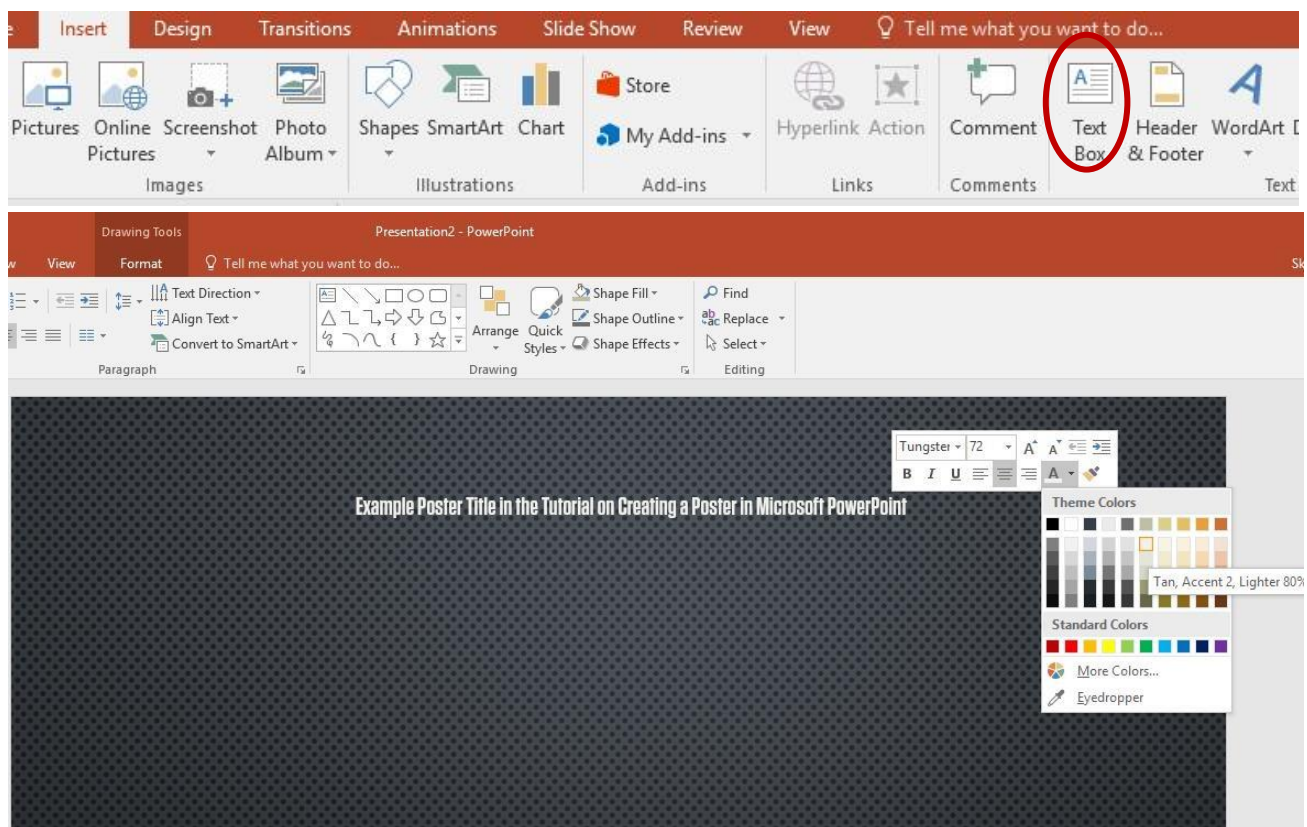 Insert Design Transitions Animations Slide Show Review View Tell me what you want to do...
Pictures Online Pictures Screenshot Photo Album Shapes SmartArt Chart Store Hyperlink Action Comment A Text Box Header & Footer A WordArt
My Add-ins
Images Illustrations Add-ins Links Comments Text
Drawing Tools Presentation2 - PowerPoint
View Format Tell me what you want to do...
Text Direction Shape Fill Find
Align Text Arrange Quick Styles Shape Outline Replace
Convert to SmartArt Shape Effects Select
Paragraph Drawing Editing
Tungster 72 A A
B I U A
Example Poster Title in the Tutorial on Creating a Poster in Microsoft PowerPoint
Theme Colors
Tan, Accent 2, Lighter 80%
Standard Colors
More Colors...
Eyedropper